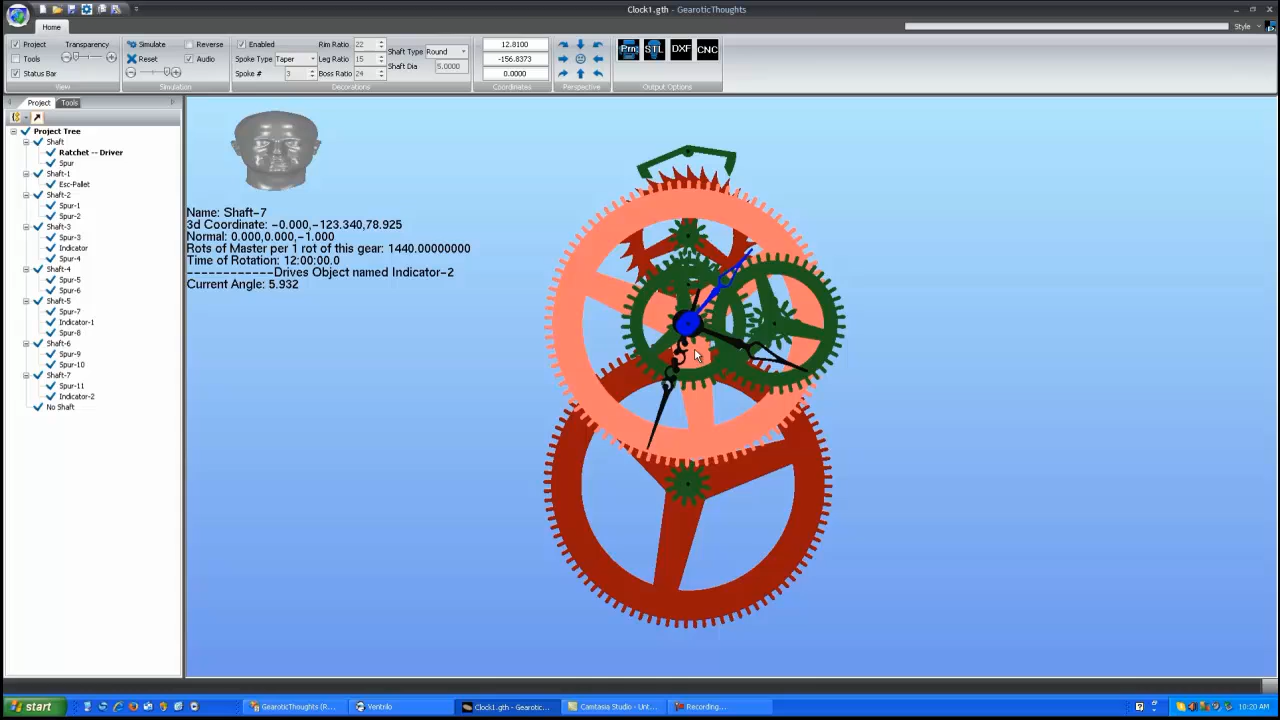 Clock1.gth - GearoticThoughts
Home
Style
Project
Transparency
Tools
Status Bar
View
Simulate
Reverse
Reset
Audio
Simulation
Enabled
Rim Ratio 22
Shaft Type Round
Spoke Type Taper
Leg Ratio 15
Shaft Dia 5.0000
Spoke # 3
Boss Ratio 24
Decorations
12.8100
-156.8373
0.0000
Coordinates
Perspective
Prnt STL DXF CNC
Output Options
Project Tools
Project Tree
Shaft
Ratchet -- Driver
Spur
Shaft-1
Esc-Pallet
Shaft-2
Spur-1
Spur-2
Shaft-3
Spur-3
Indicator
Spur-4
Shaft-4
Spur-5
Spur-6
Shaft-5
Spur-7
Indicator-1
Spur-8
Shaft-6
Spur-9
Spur-10
Shaft-7
Spur-11
Indicator-2
No Shaft
Name: Shaft-7
3d Coordinate: -0.000,-123.340,78.925
Normal: 0.000,0.000,-1.000
Rots of Master per 1 rot of this gear: 1440.00000000
Time of Rotation: 12:00:00.0
------------Drives Object named Indicator-2
Current Angle: 5.932
start
GearoticThoughts (R...
Ventrilo
Clock1.gth - Gearotic...
Camtasia Studio - Unt...
Recording...
10:20 AM